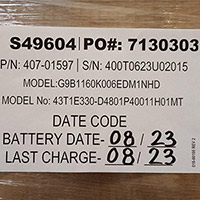 S49604 PO#: 7130303
P/N: 407-01597 S/N: 400T0623U02015
MODEL:G9B1160K006EDM1NHD
MODEL No: 43T1E330-D4801P40011H01MT
DATE CODE
BATTERY DATE 08 / 23
LAST CHARGE 08 / 23